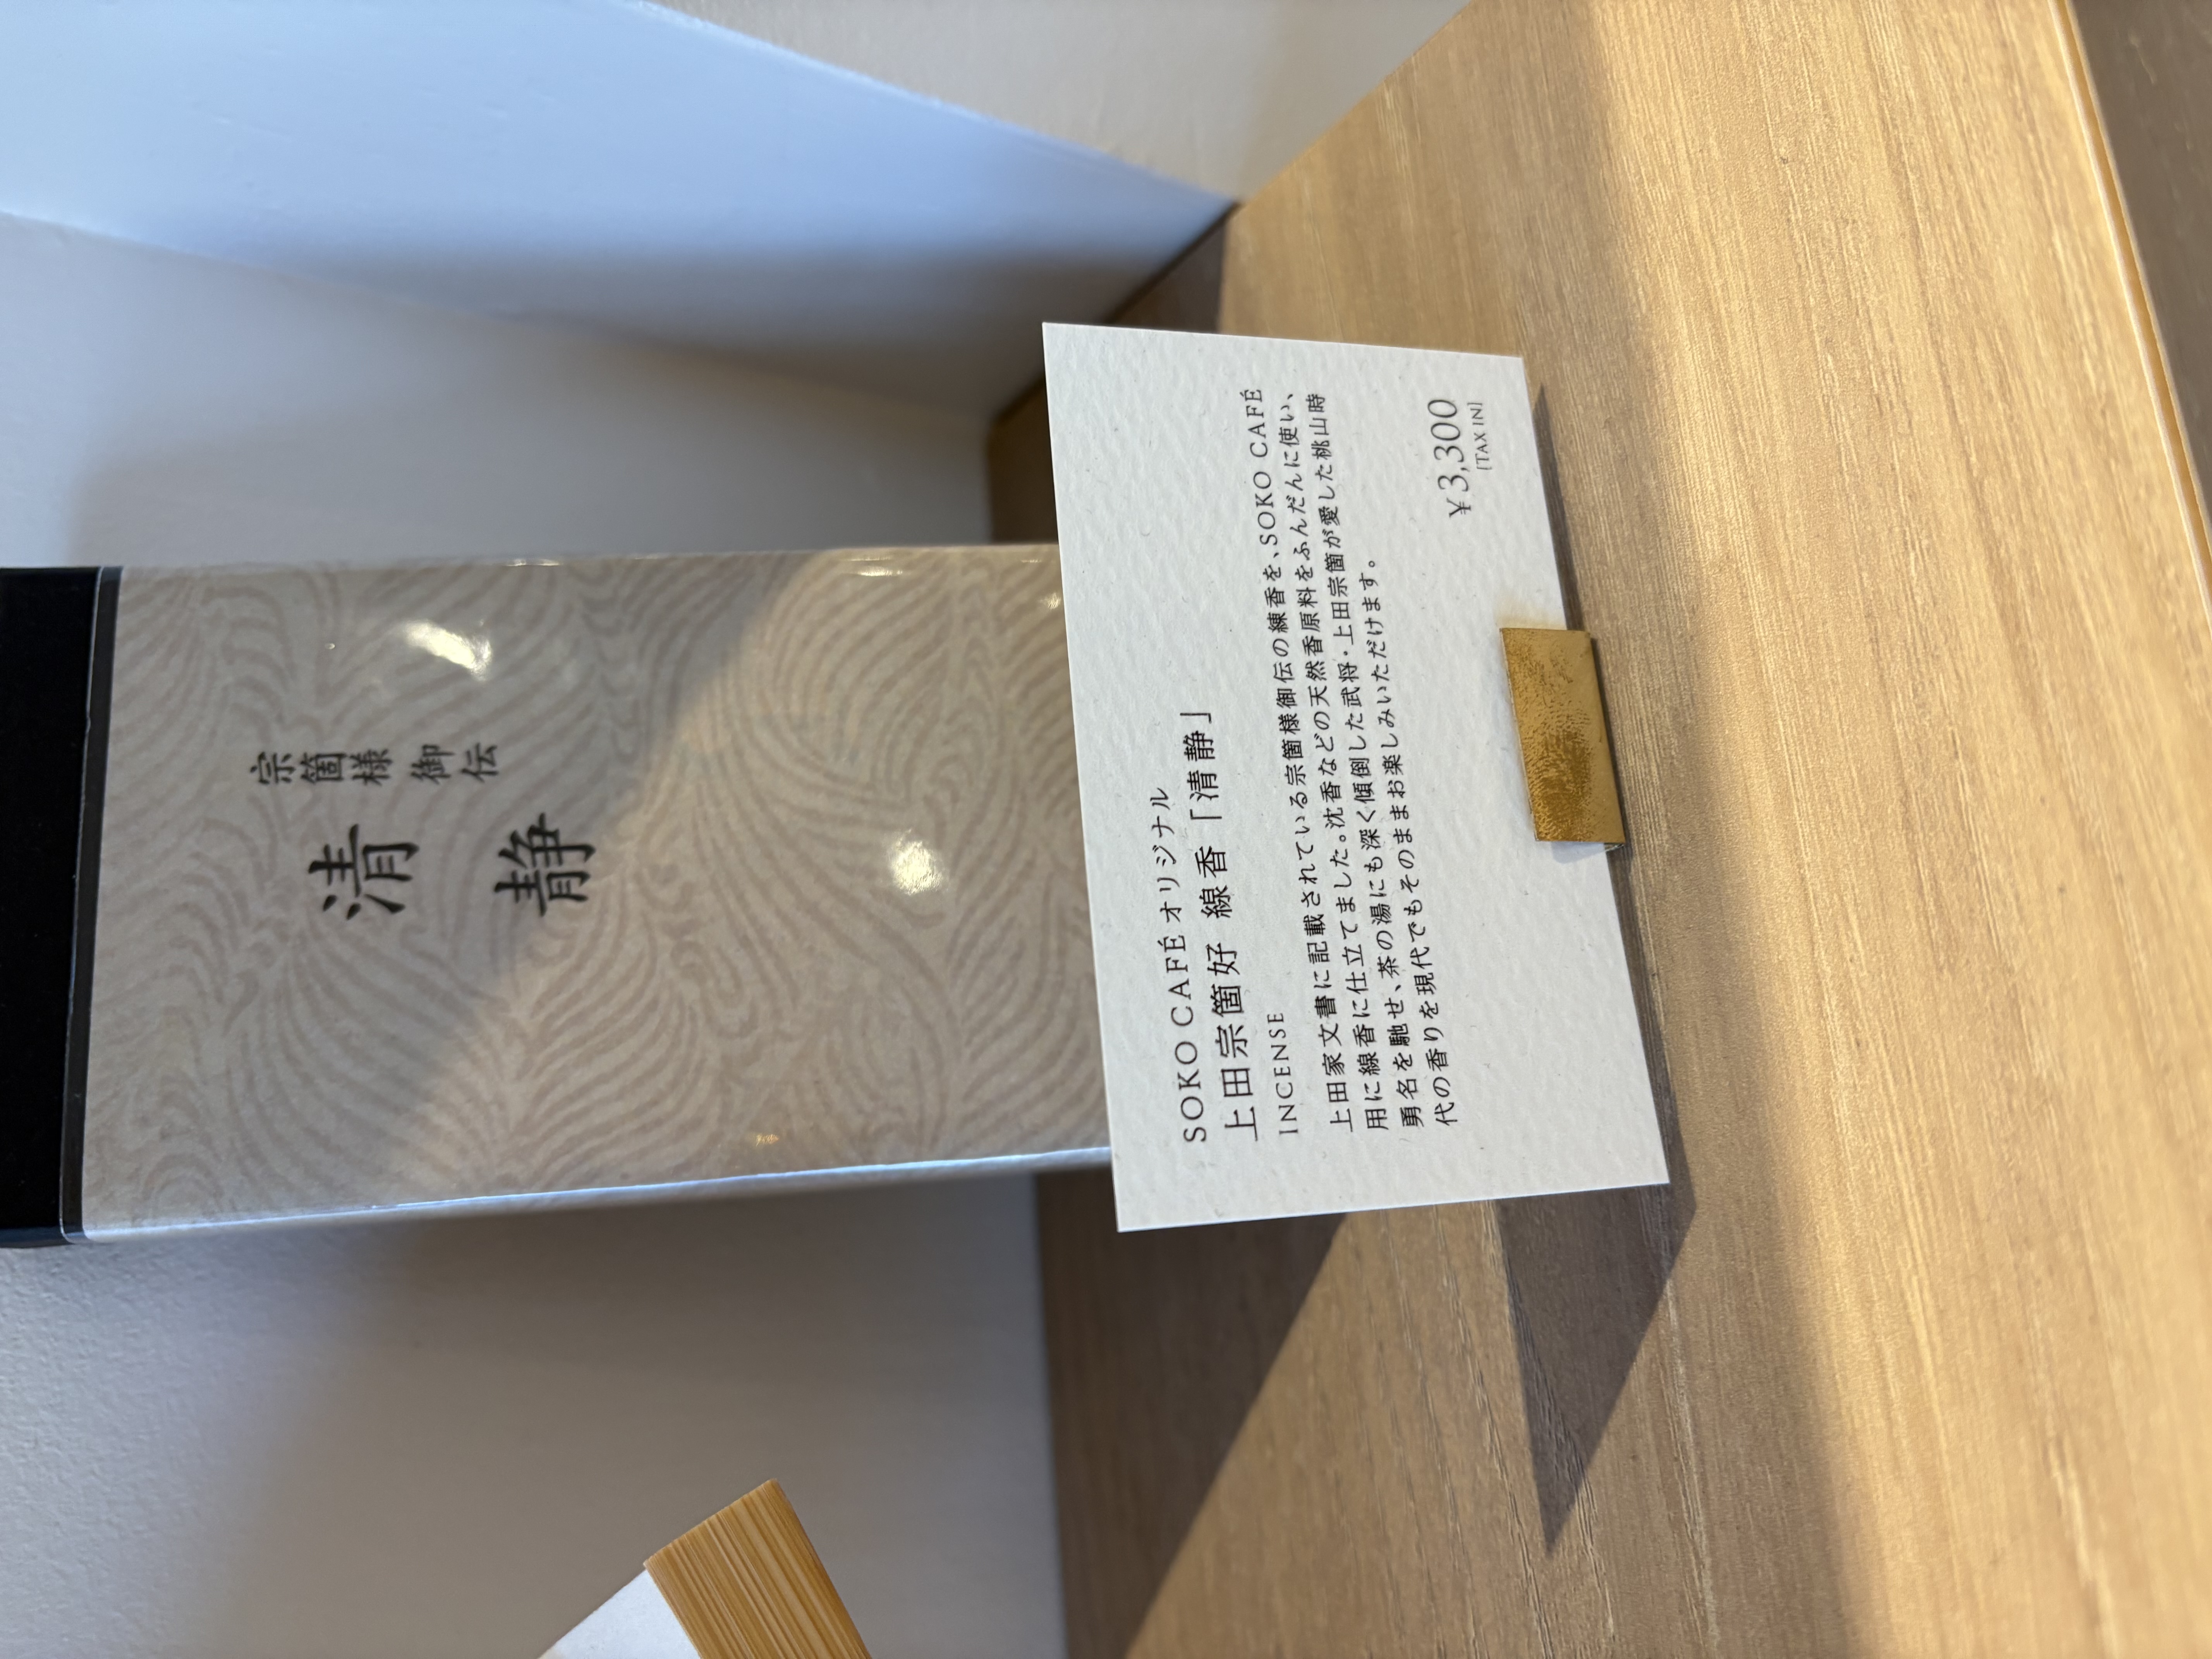 清静
宗箇様御伝
SOKO CAFÉ オリジナル
上田宗箇好 線香「清静」
INCENSE
上田家文書に記載されている宗箇様御伝の練香を、SOKO CAFÉ
用に線香に仕立てました。沈香などの天然香原料をふんだんに使い、
勇名を馳せ、茶の湯にも深く傾倒した武将・上田宗箇が愛した桃山時
代の香りを現代でもそのままお楽しみいただけます。
¥3,300
[TAX IN]